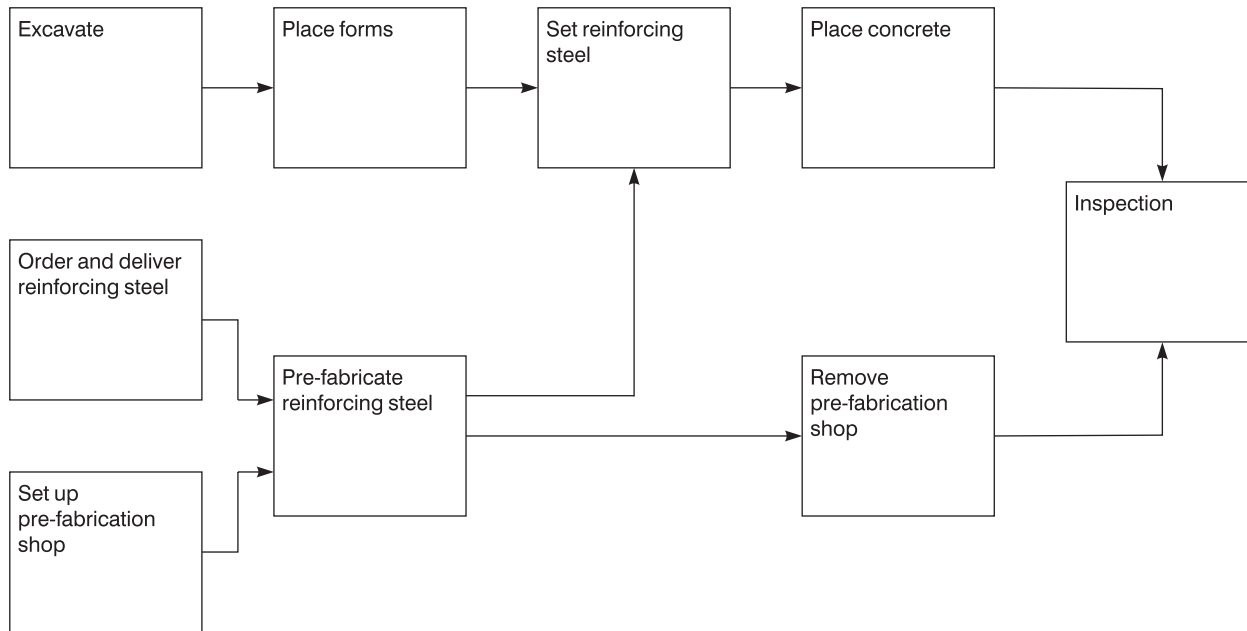 Excavate
Place forms
Set reinforcing
steel
Place concrete
Inspection
Order and deliver
reinforcing steel
Pre-fabricate
reinforcing steel
Remove
pre-fabrication
shop
Set up
pre-fabrication
shop